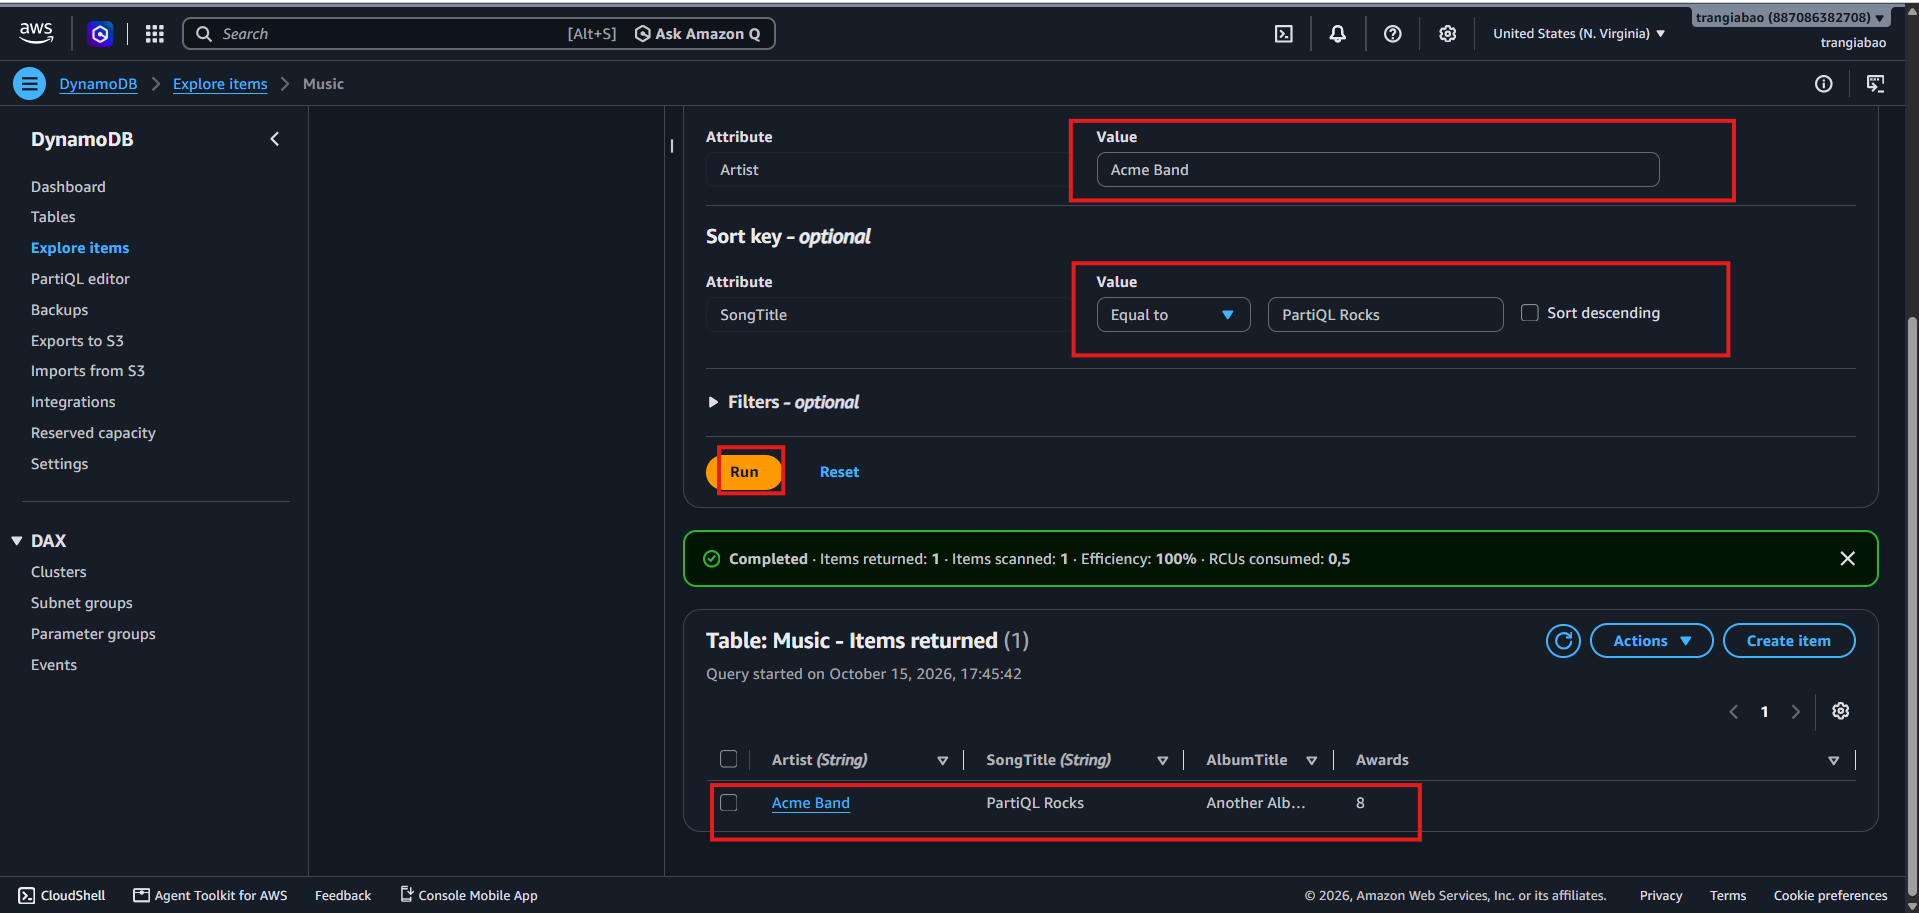 aws
Search [Alt+S] Ask Amazon Q
United States (N. Virginia) ▼
trangiabao (887086382708) ▼
trangiabao
DynamoDB > Explore items > Music
DynamoDB
Dashboard
Tables
Explore items
PartiQL editor
Backups
Exports to S3
Imports from S3
Integrations
Reserved capacity
Settings
▼ DAX
Clusters
Subnet groups
Parameter groups
Events
Attribute Value
Artist Acme Band
Sort key - optional
Attribute Value
SongTitle Equal to PartiQL Rocks Sort descending
Filters - optional
Run Reset
Completed · Items returned: 1 · Items scanned: 1 · Efficiency: 100% · RCUs consumed: 0,5
Table: Music - Items returned (1)
Actions Create item
Query started on October 15, 2026, 17:45:42
1
Artist (String) SongTitle (String) AlbumTitle Awards
Acme Band PartiQL Rocks Another Alb... 8
CloudShell Agent Toolkit for AWS Feedback Console Mobile App © 2026, Amazon Web Services, Inc. or its affiliates. Privacy Terms Cookie preferences